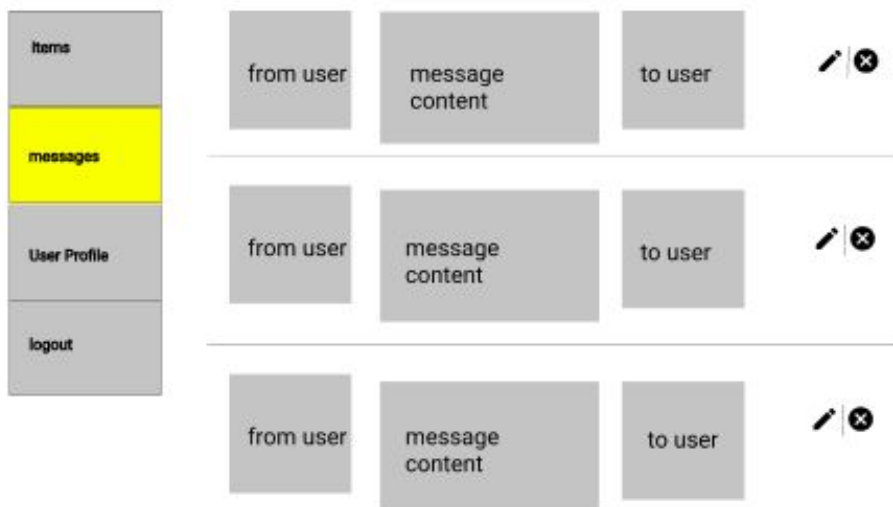 Items
messages
User Profile
logout
from user
message
content
to user
from user
message
content
to user
from user
message
content
to user